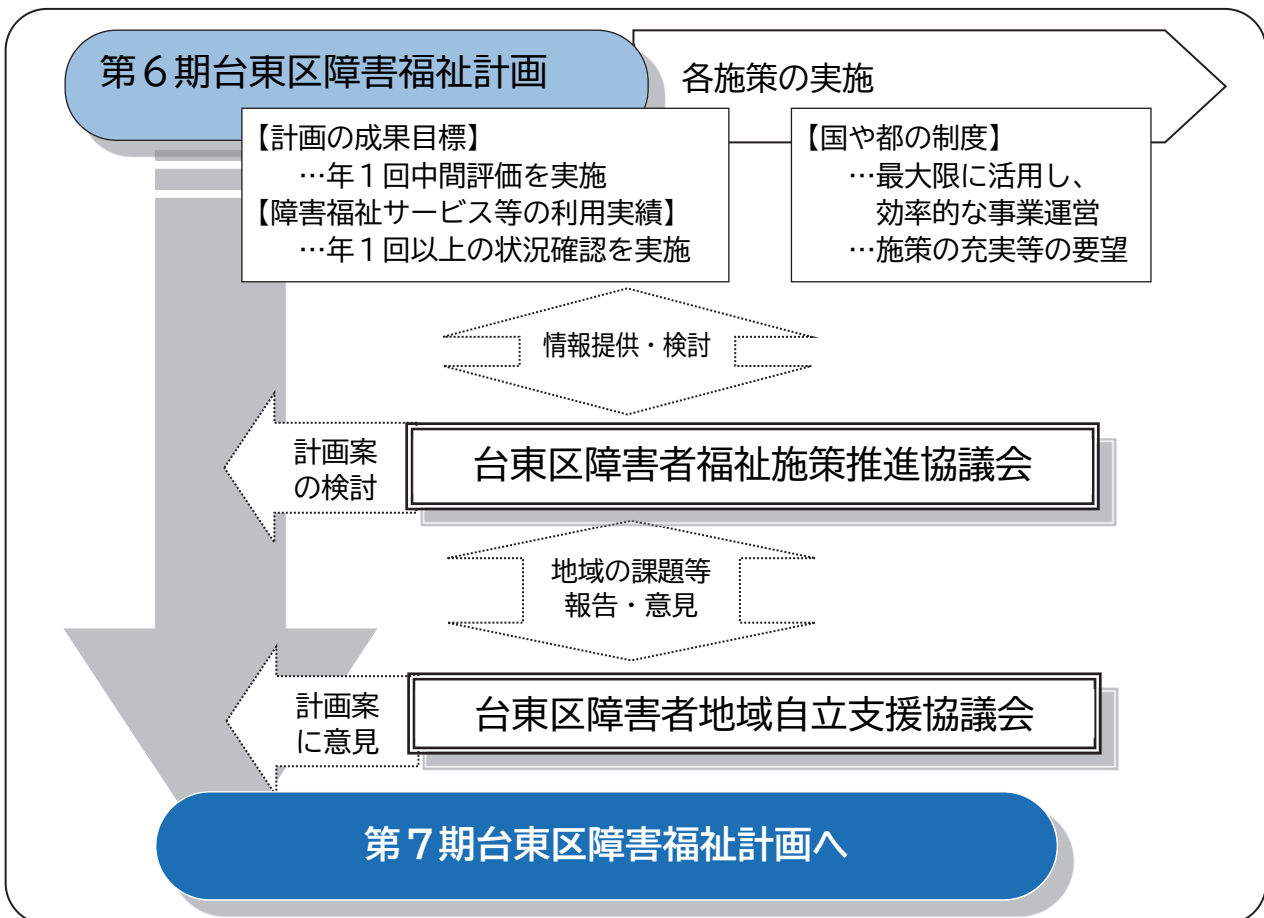 第６期台東区障害福祉計画
各施策の実施
【計画の成果目標】
…年１回中間評価を実施
【障害福祉サービス等の利用実績】
…年１回以上の状況確認を実施
【国や都の制度】
…最大限に活用し、
効率的な事業運営
…施策の充実等の要望
情報提供・検討
計画案
の検討
台東区障害者福祉施策推進協議会
地域の課題等
報告・意見
計画案
に意見
台東区障害者地域自立支援協議会
第７期台東区障害福祉計画へ